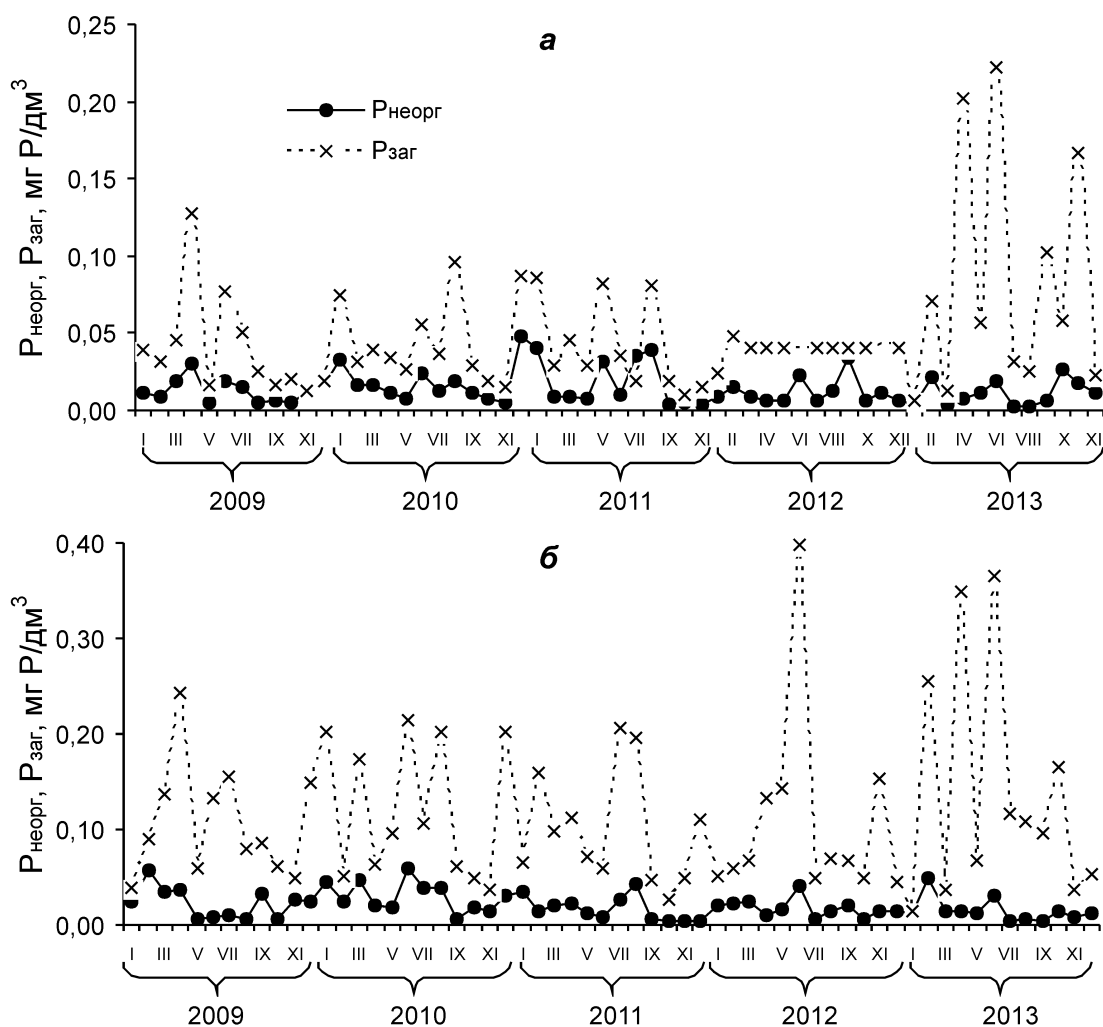 а
Рнеорг, Рзаг, мг Р/дм³
0,25
0,20
0,15
0,10
0,05
0,00
Рнеорг
Рзаг
I III V VII IX XI I III V VII IX XI I III V VII IX XI II IV VI VIII X XII II IV VI VIII X XI
2009 2010 2011 2012 2013
б
Рнеорг, Рзаг, мг Р/дм³
0,40
0,30
0,20
0,10
0,00
I III V VII IX XI I III V VII IX XI I III V VII IX XI I III V VII IX XI I III V VII IX XI
2009 2010 2011 2012 2013